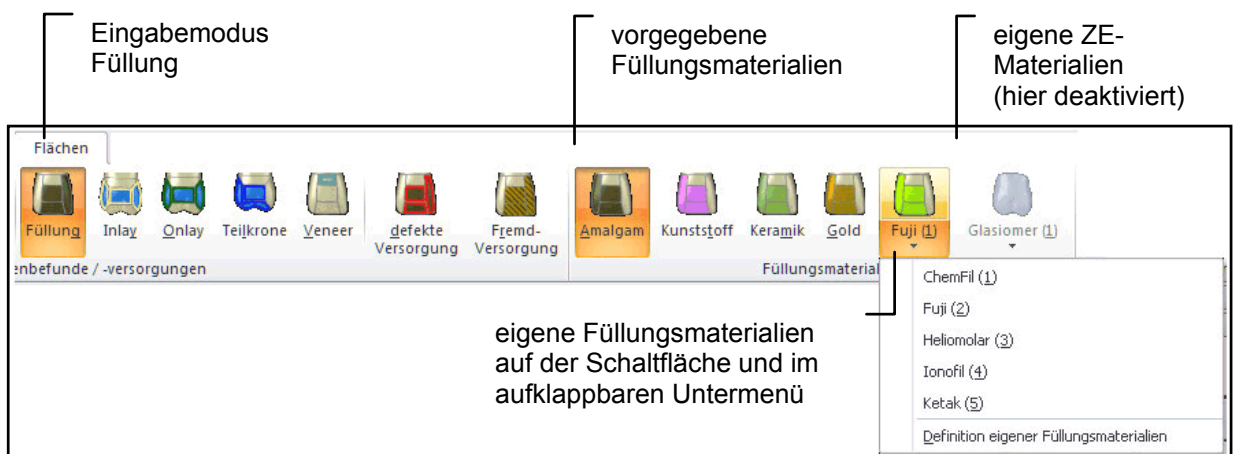 Eingabemodus
Füllung
vorgegebene
Füllungsmaterialien
eigene ZE-
Materialien
(hier deaktiviert)
Flächen
Füllung Inlay Onlay Teilkrone Veneer defekte Versorgung Fremd-Versorgung Amalgam Kunststoff Keramik Gold Fuji (1) Glasiomer (1)
enbefunde / -versorgungen Füllungsmaterial
ChemFil (1)
Fuji (2)
Heliomolar (3)
Ionofil (4)
Ketak (5)
Definition eigener Füllungsmaterialien
eigene Füllungsmaterialien
auf der Schaltfläche und im
aufklappbaren Untermenü